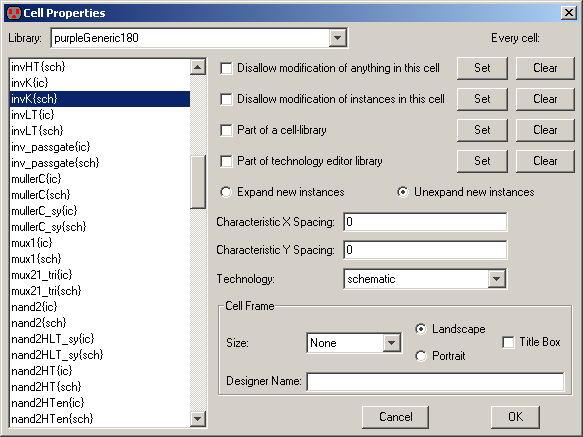 Cell Properties
Library: purpleGeneric180 Every cell:
invHT{sch}
invK{ic}
invK{sch}
invLT{ic}
invLT{sch}
inv_passgate{ic}
inv_passgate{sch}
mullerC{ic}
mullerC{sch}
mullerC_sy{ic}
mullerC_sy{sch}
mux1{ic}
mux1{sch}
mux21_tri{ic}
mux21_tri{sch}
nand2{ic}
nand2{sch}
nand2HLT_sy{ic}
nand2HLT_sy{sch}
nand2HT{ic}
nand2HT{sch}
nand2HTen{ic}
nand2HTen{sch}
Disallow modification of anything in this cell Set Clear
Disallow modification of instances in this cell Set Clear
Part of a cell-library Set Clear
Part of technology editor library Set Clear
Expand new instances Unexpand new instances
Characteristic X Spacing: 0
Characteristic Y Spacing: 0
Technology: schematic
Cell Frame
Size: None Landscape Portrait Title Box
Designer Name:
Cancel OK